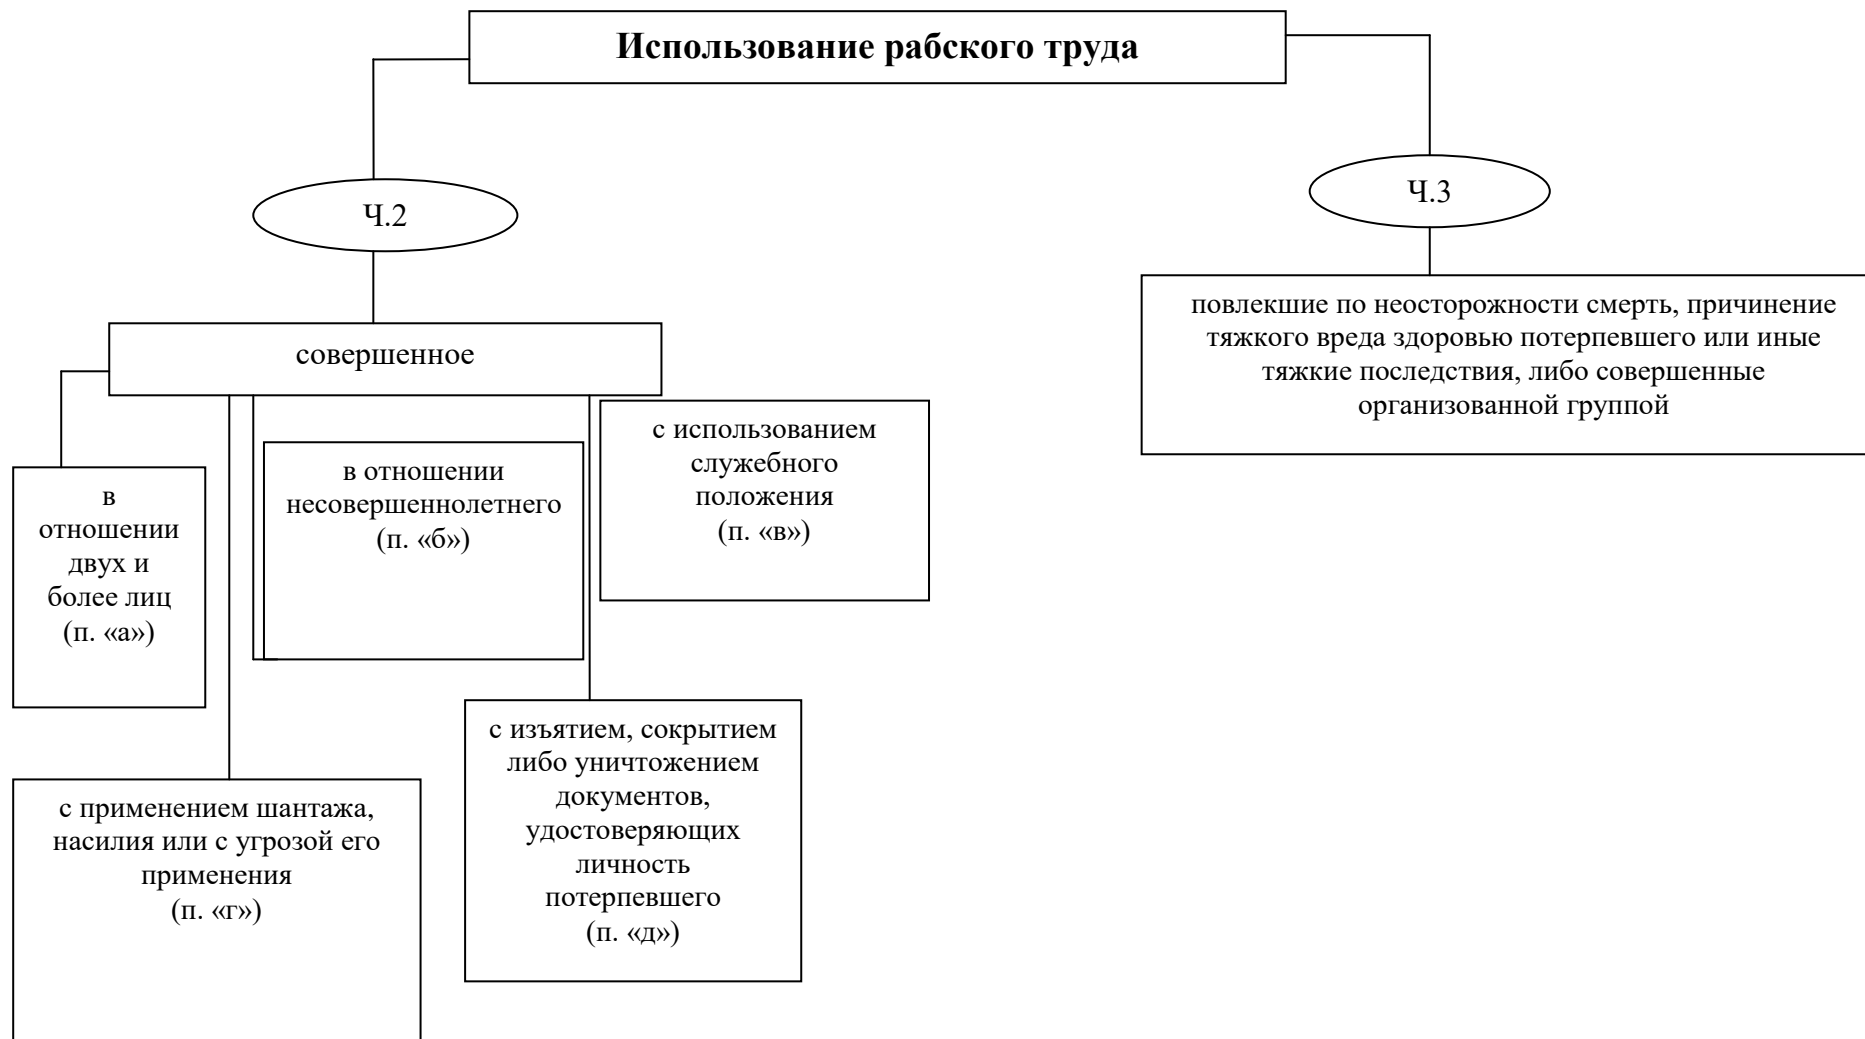 Использование рабского труда
Ч.2
Ч.3
повлекшие по неосторожности смерть, причинение
тяжкого вреда здоровью потерпевшего или иные
тяжкие последствия, либо совершенные
организованной группой
совершенное
в
отношении
двух и
более лиц
(п. «а»)
в отношении
несовершеннолетнего
(п. «б»)
с использованием
служебного
положения
(п. «в»)
с применением шантажа,
насилия или с угрозой его
применения
(п. «г»)
с изъятием, сокрытием
либо уничтожением
документов,
удостоверяющих
личность
потерпевшего
(п. «д»)